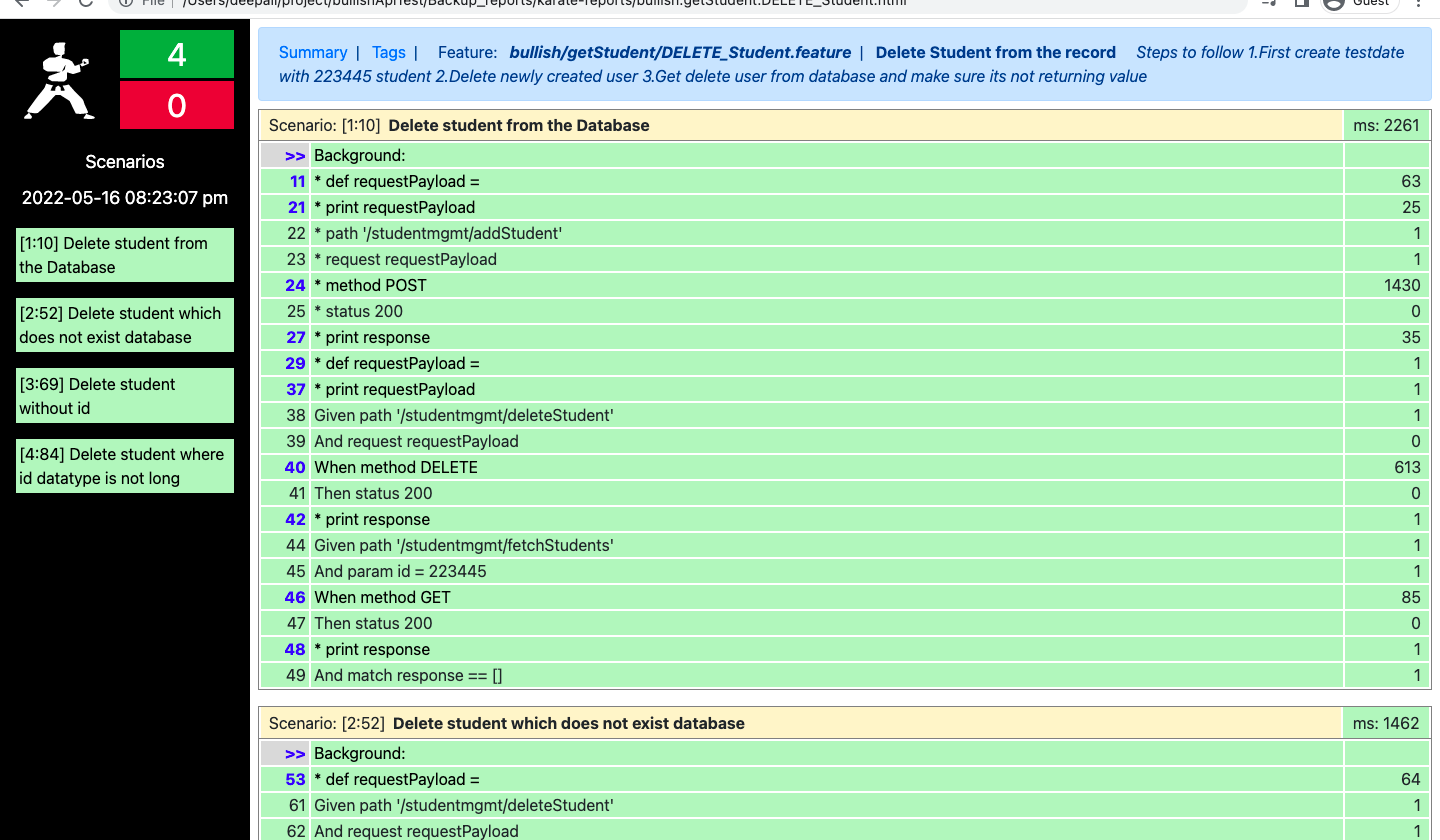 File | /Users/deepali/project/bullishApiTest/Backup_reports/karate-reports/bullish.getStudent.DELETE_Student.html
Guest
4
0
Scenarios
2022-05-16 08:23:07 pm
[1:10] Delete student from
the Database
[2:52] Delete student which
does not exist database
[3:69] Delete student
without id
[4:84] Delete student where
id datatype is not long
Summary | Tags | Feature: bullish/getStudent/DELETE_Student.feature | Delete Student from the record Steps to follow 1.First create testdate
with 223445 student 2.Delete newly created user 3.Get delete user from database and make sure its not returning value
Scenario: [1:10] Delete student from the Database ms: 2261
>> Background:
11 * def requestPayload = 63
21 * print requestPayload 25
22 * path '/studentmgmt/addStudent' 1
23 * request requestPayload 1
24 * method POST 1430
25 * status 200 0
27 * print response 35
29 * def requestPayload = 1
37 * print requestPayload 1
38 Given path '/studentmgmt/deleteStudent' 1
39 And request requestPayload 0
40 When method DELETE 613
41 Then status 200 0
42 * print response 1
44 Given path '/studentmgmt/fetchStudents' 1
45 And param id = 223445 1
46 When method GET 85
47 Then status 200 0
48 * print response 1
49 And match response == [] 1
Scenario: [2:52] Delete student which does not exist database ms: 1462
>> Background:
53 * def requestPayload = 64
61 Given path '/studentmgmt/deleteStudent' 1
62 And request requestPayload 1